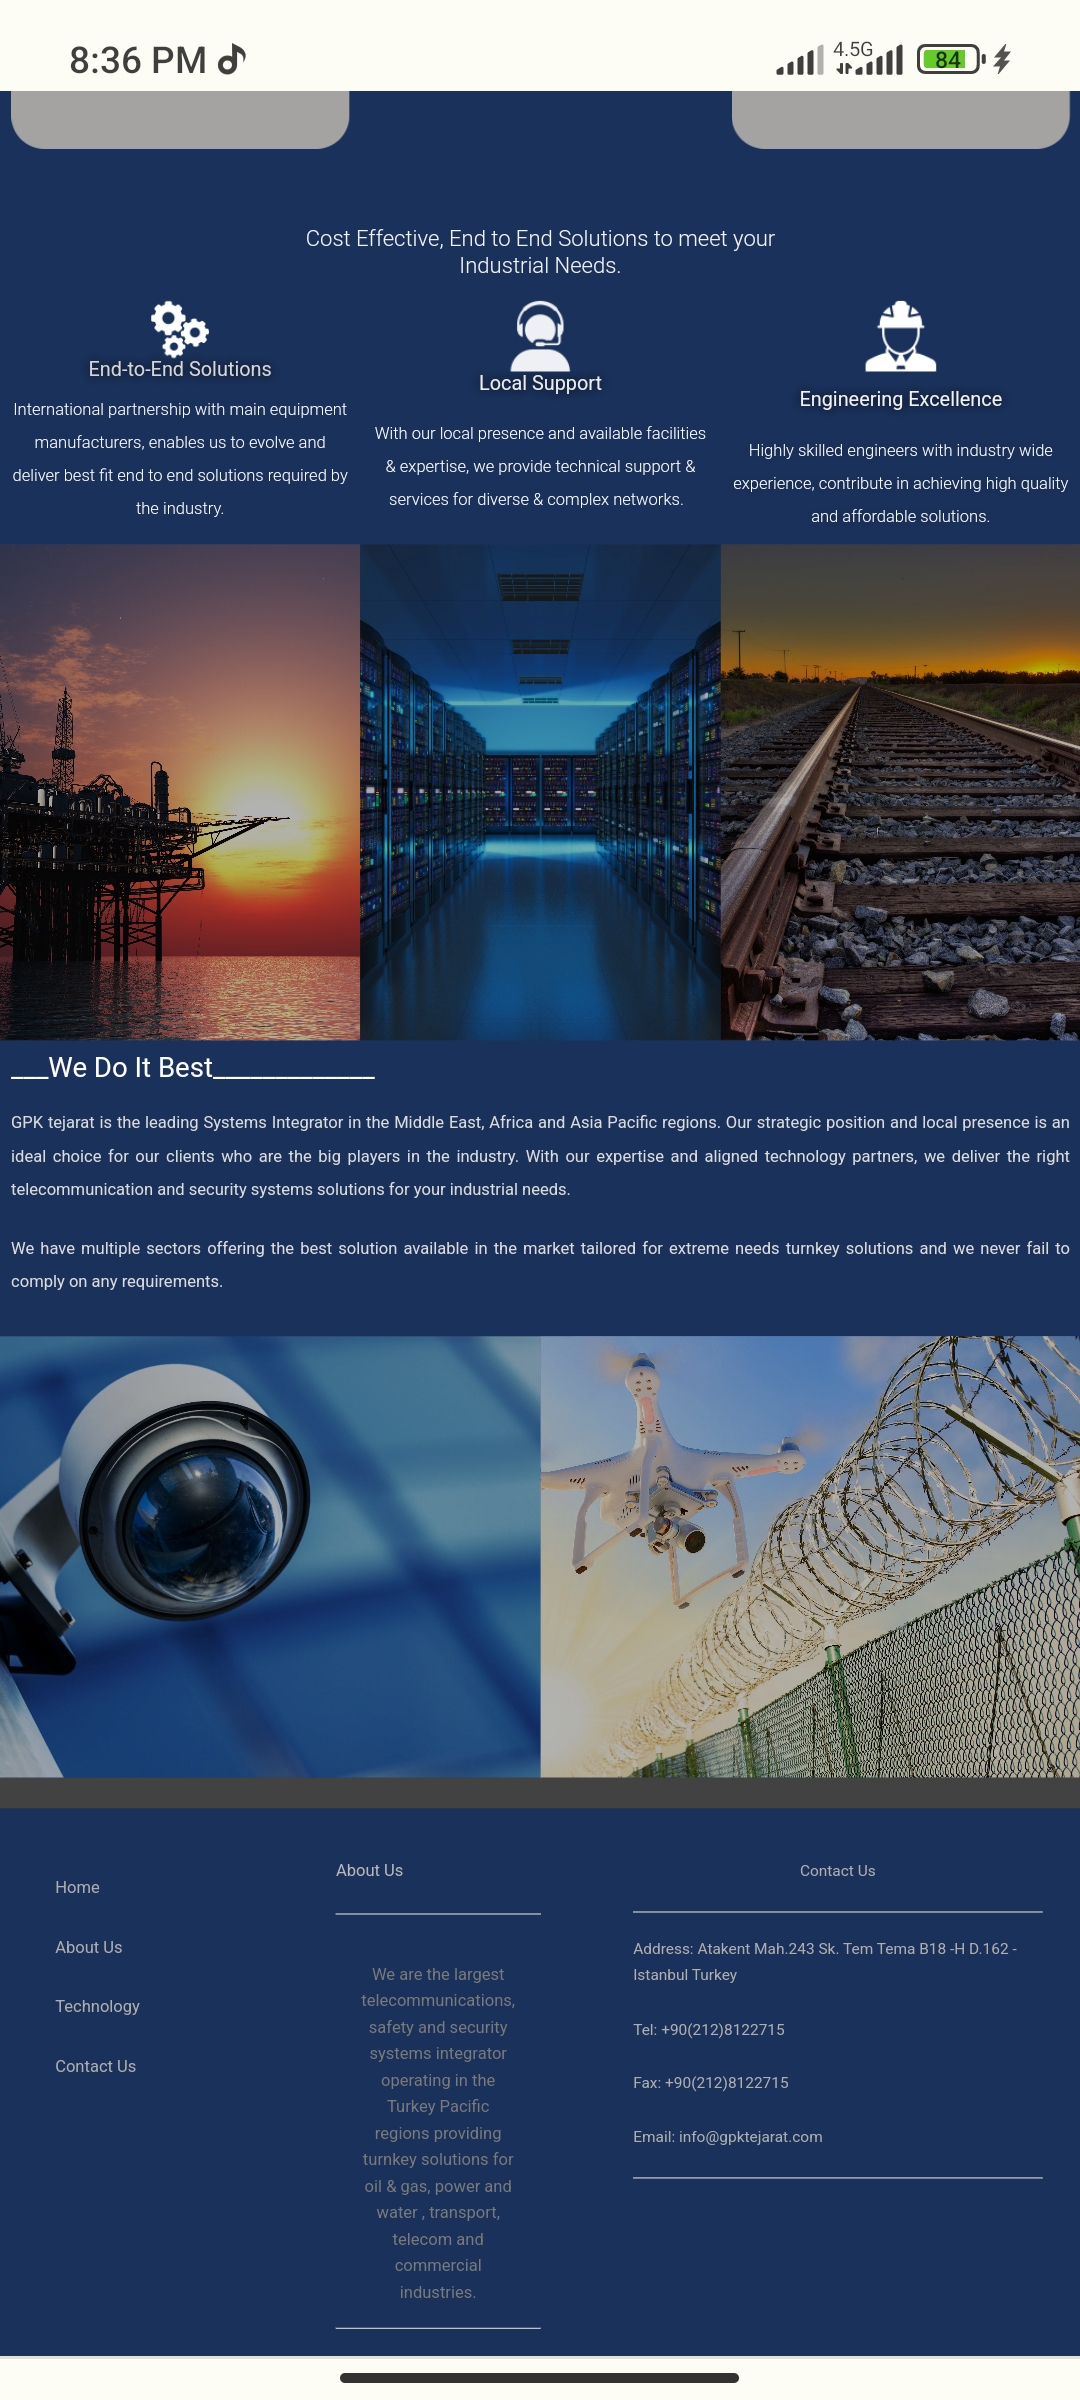 8:36 PM
4.5G
84
Cost Effective, End to End Solutions to meet your
Industrial Needs.
End-to-End Solutions
International partnership with main equipment
manufacturers, enables us to evolve and
deliver best fit end to end solutions required by
the industry.
Local Support
With our local presence and available facilities
& expertise, we provide technical support &
services for diverse & complex networks.
Engineering Excellence
Highly skilled engineers with industry wide
experience, contribute in achieving high quality
and affordable solutions.
___We Do It Best_____________
GPK tejarat is the leading Systems Integrator in the Middle East, Africa and Asia Pacific regions. Our strategic position and local presence is an
ideal choice for our clients who are the big players in the industry. With our expertise and aligned technology partners, we deliver the right
telecommunication and security systems solutions for your industrial needs.
We have multiple sectors offering the best solution available in the market tailored for extreme needs turnkey solutions and we never fail to
comply on any requirements.
Home
About Us
Technology
Contact Us
About Us
We are the largest
telecommunications,
safety and security
systems integrator
operating in the
Turkey Pacific
regions providing
turnkey solutions for
oil & gas, power and
water , transport,
telecom and
commercial
industries.
Contact Us
Address: Atakent Mah.243 Sk. Tem Tema B18 -H D.162 -
Istanbul Turkey
Tel: +90(212)8122715
Fax: +90(212)8122715
Email: info@gpktejarat.com